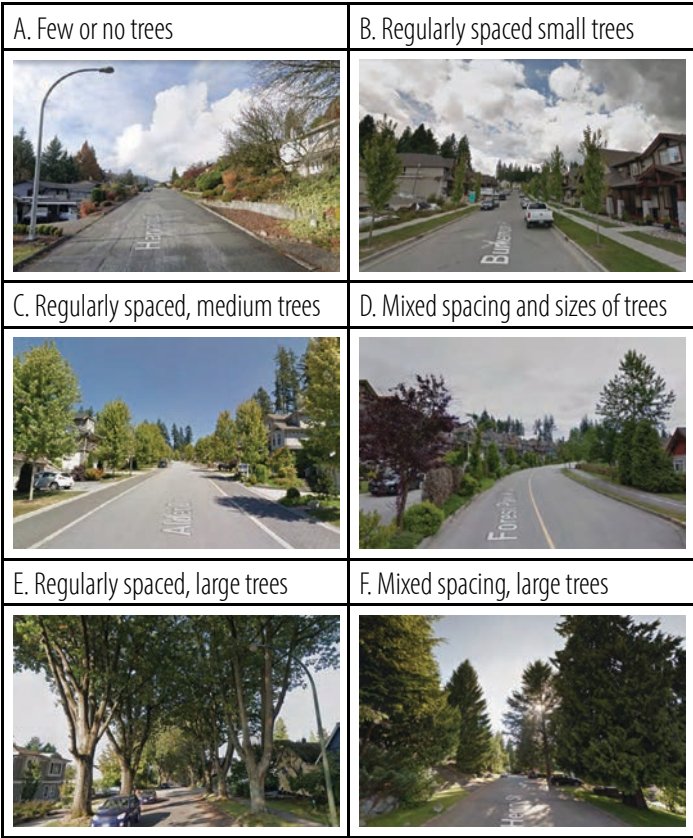 A. Few or no trees
B. Regularly spaced small trees
C. Regularly spaced, medium trees
D. Mixed spacing and sizes of trees
E. Regularly spaced, large trees
F. Mixed spacing, large trees